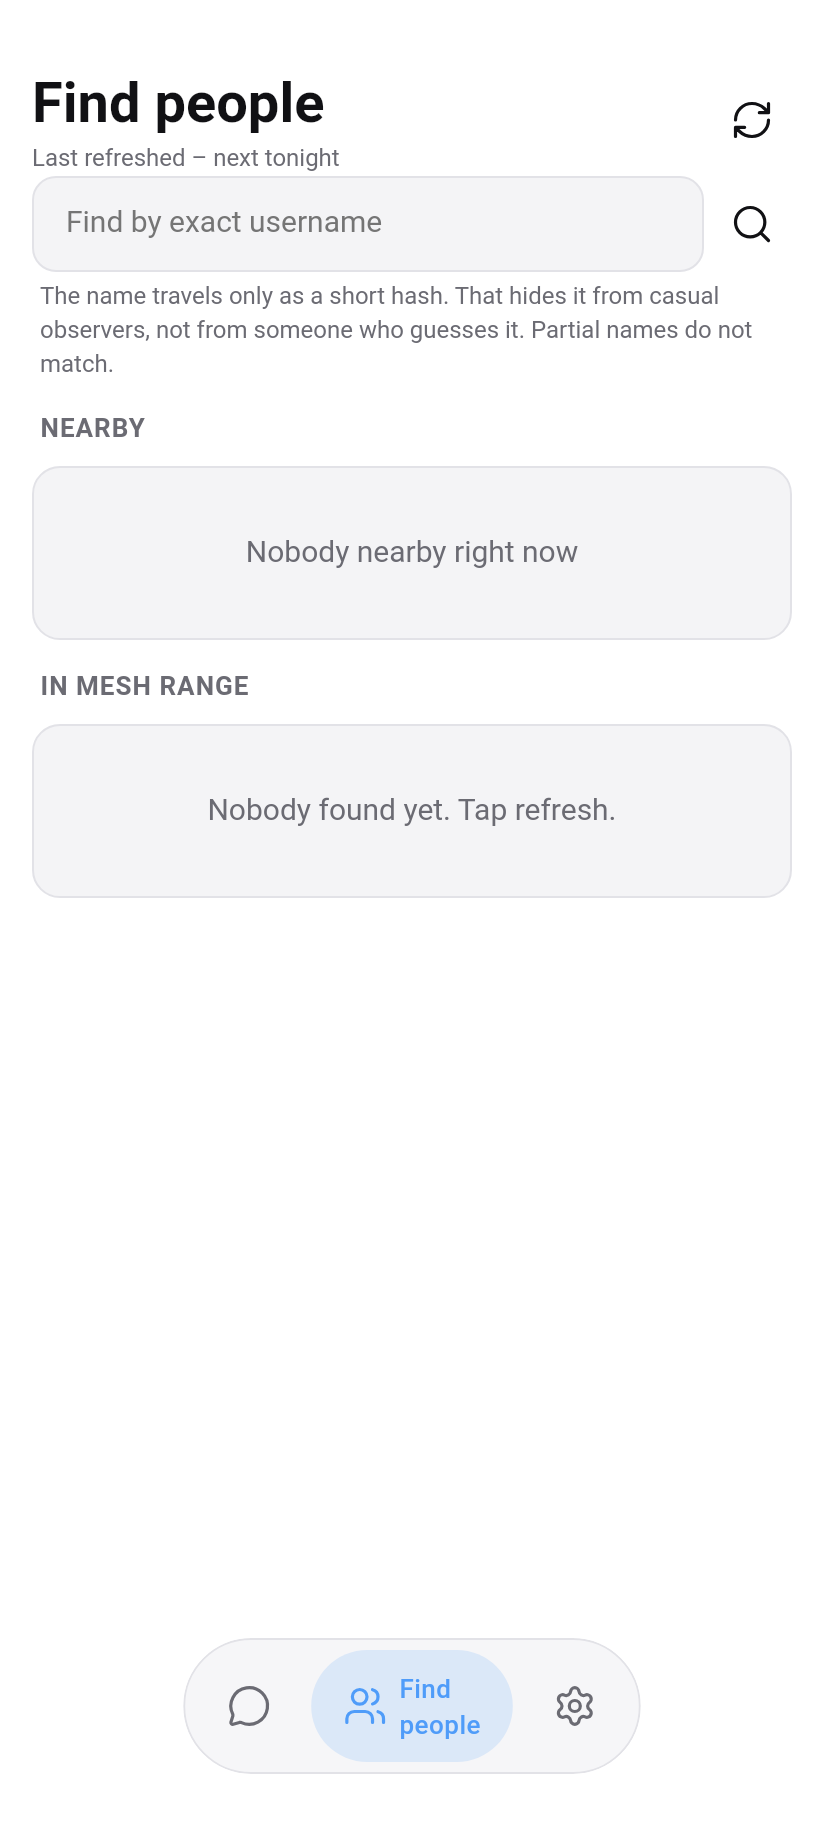 Find people
Last refreshed – next tonight
Find by exact username
The name travels only as a short hash. That hides it from casual
observers, not from someone who guesses it. Partial names do not
match.
NEARBY
Nobody nearby right now
IN MESH RANGE
Nobody found yet. Tap refresh.
Find
people